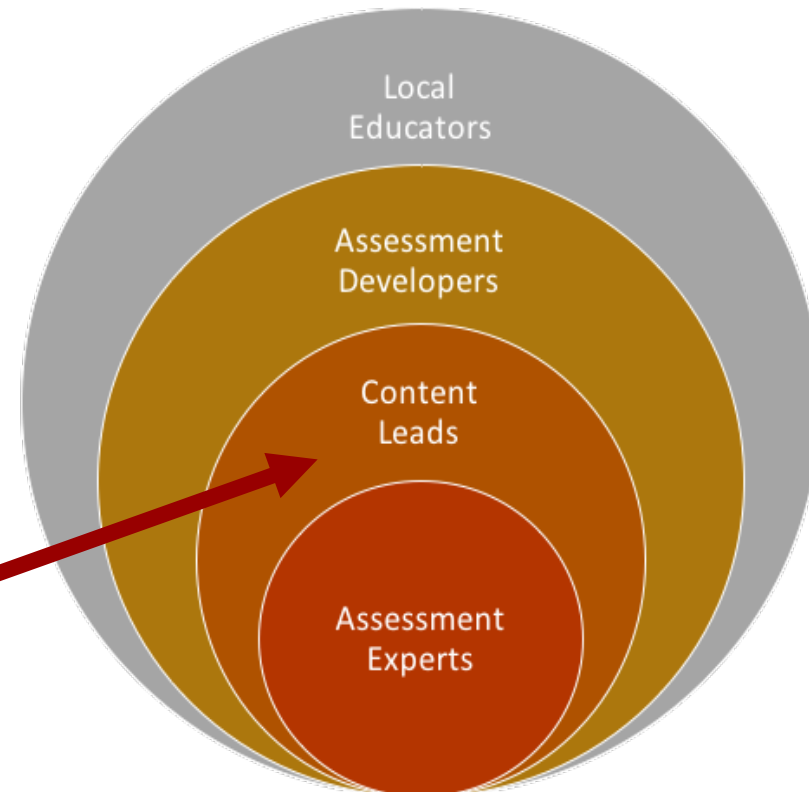 Local
Educators
Assessment
Developers
Content
Leads
Assessment
Experts